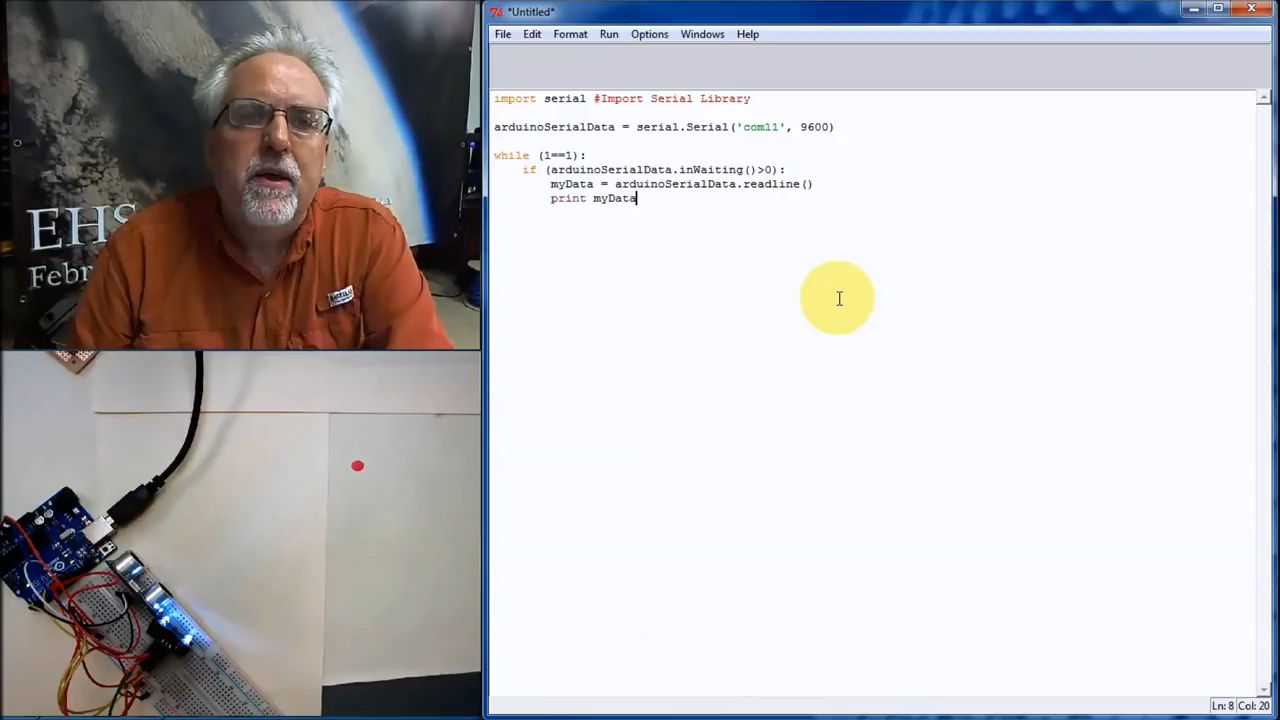 *Untitled*
File Edit Format Run Options Windows Help
import serial #Import Serial Library
arduinoSerialData = serial.Serial('com11', 9600)
while (1==1):
if (arduinoSerialData.inWaiting()>0):
myData = arduinoSerialData.readline()
print myData
Ln: 8 Col: 20
EHS
Febr